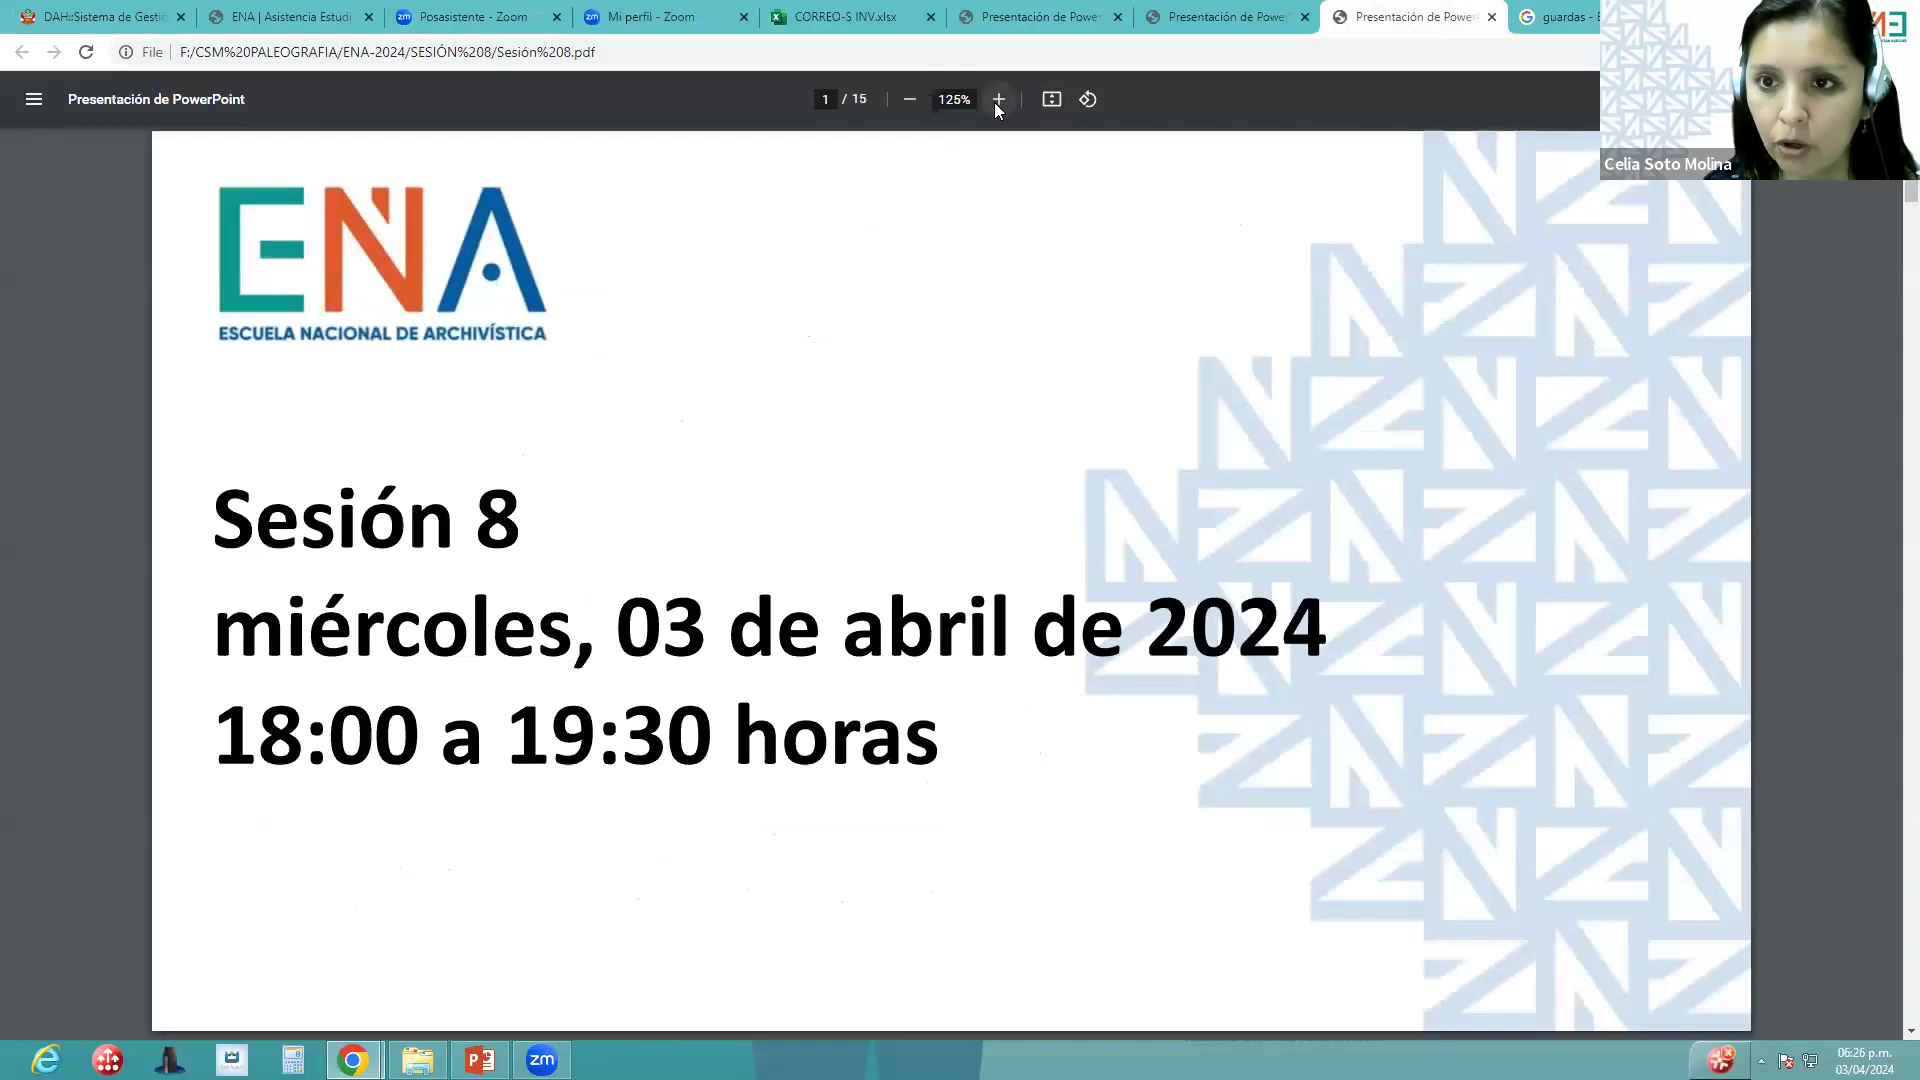 DAH::Sistema de Gestió
ENA | Asistencia Estudi
Posasistente - Zoom
Mi perfil - Zoom
CORREO-S INV.xlsx
Presentación de Power
Presentación de Power
Presentación de Power
guardas -
File
F:/CSM%20PALEOGRAFIA/ENA-2024/SESIÓN%208/Sesión%208.pdf
Presentación de PowerPoint
1 / 15
125%
Celia Soto Molina
ENA
ESCUELA NACIONAL DE ARCHIVÍSTICA
Sesión 8
miércoles, 03 de abril de 2024
18:00 a 19:30 horas
zm
06:26 p.m.
03/04/2024